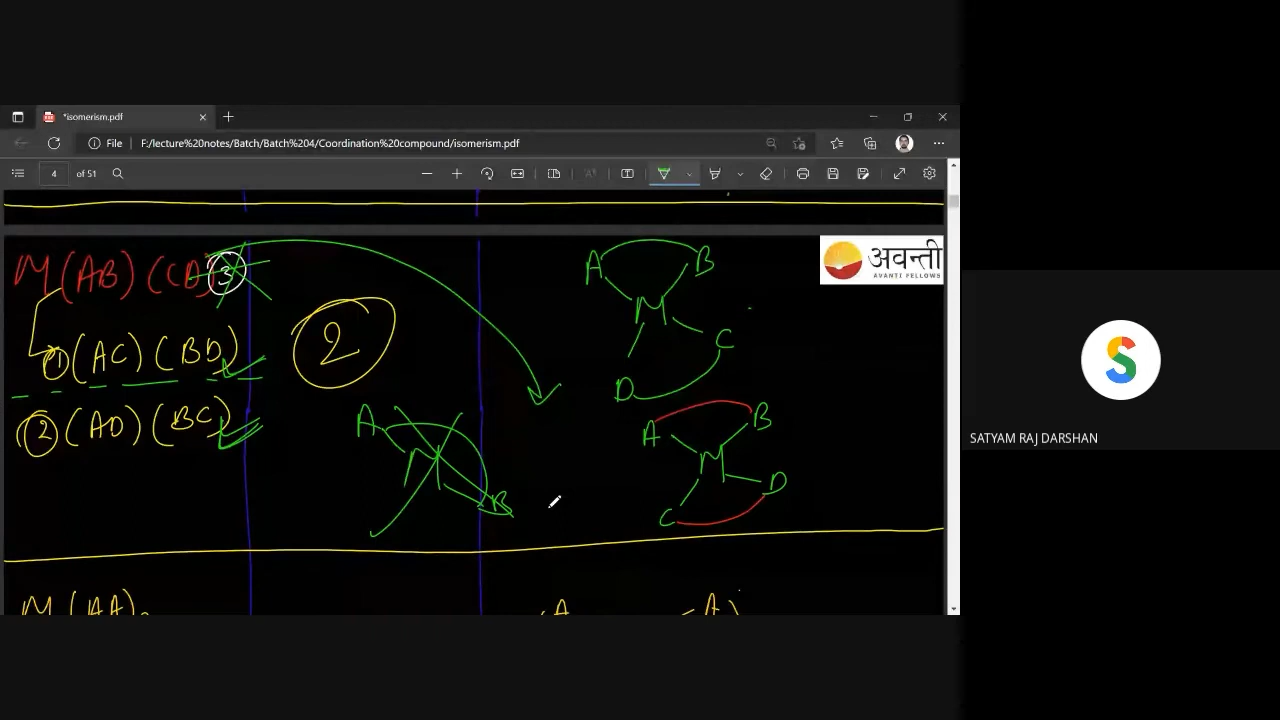 *isomerism.pdf
File F:/lecture%20notes/Batch/Batch%204/Coordination%20compound/isomerism.pdf
4 of 51
M(AB)(CD) 3
अवन्ती
AVANTI FELLOWS
A B
M
C
D
① (AC)(BD)
2
② (AD)(BC)
A
M
B
A B
M
D
C
S
SATYAM RAJ DARSHAN
M(AA)
A A